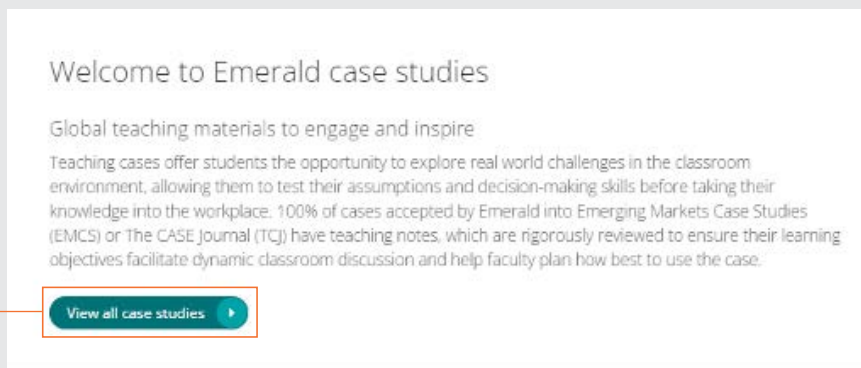 Welcome to Emerald case studies
Global teaching materials to engage and inspire
Teaching cases offer students the opportunity to explore real world challenges in the classroom
environment, allowing them to test their assumptions and decision-making skills before taking their
knowledge into the workplace. 100% of cases accepted by Emerald into Emerging Markets Case Studies
(EMCS) or The CASE Journal (TCJ) have teaching notes, which are rigorously reviewed to ensure their learning
objectives facilitate dynamic classroom discussion and help faculty plan how best to use the case.
View all case studies